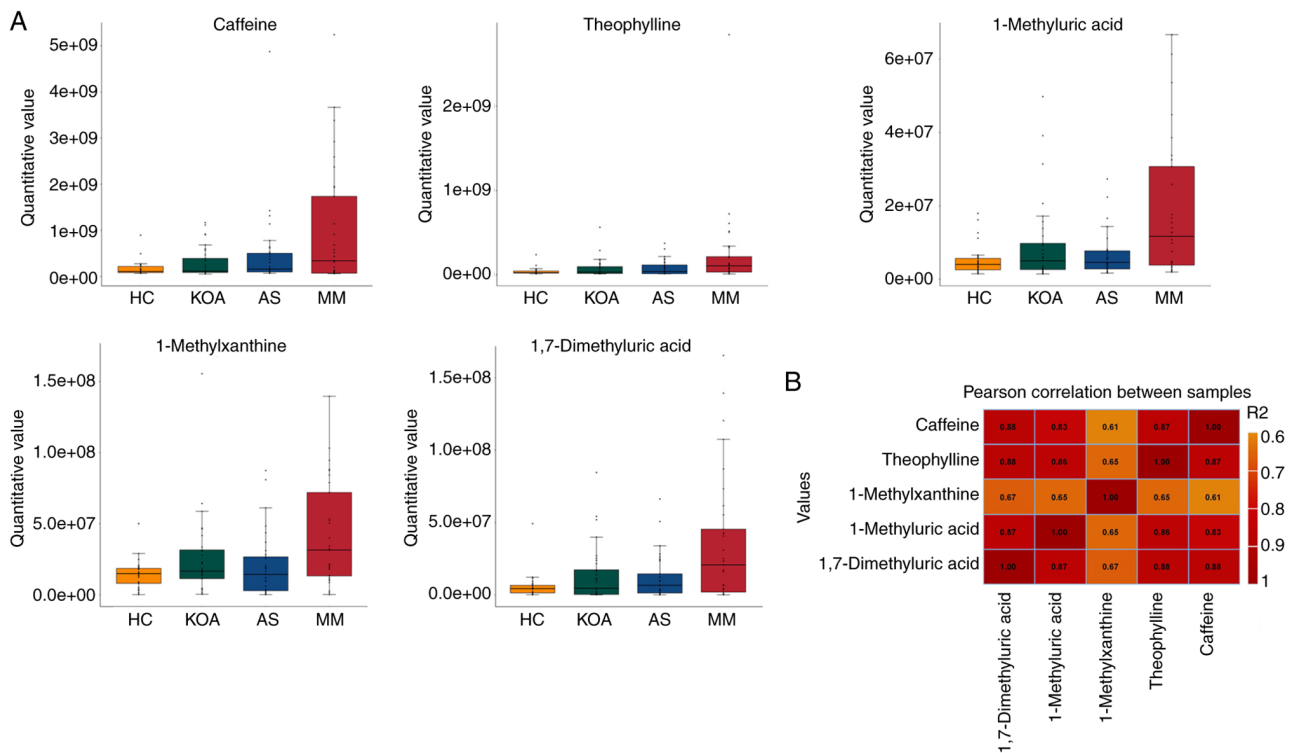 A
Caffeine
Quantitative value
5e+09
4e+09
3e+09
2e+09
1e+09
0e+00
HC KOA AS MM
Theophylline
Quantitative value
2e+09
1e+09
0e+00
HC KOA AS MM
1-Methyluric acid
Quantitative value
6e+07
4e+07
2e+07
0e+00
HC KOA AS MM
1-Methylxanthine
Quantitative value
1.5e+08
1.0e+08
5.0e+07
0.0e+00
HC KOA AS MM
1,7-Dimethyluric acid
Quantitative value
1.5e+08
1.0e+08
5.0e+07
0.0e+00
HC KOA AS MM
B
Pearson correlation between samples
Values
Caffeine 0.88 0.83 0.61 0.87 1.00
Theophylline 0.88 0.86 0.65 1.00 0.87
1-Methylxanthine 0.67 0.65 1.00 0.65 0.61
1-Methyluric acid 0.87 1.00 0.65 0.86 0.83
1,7-Dimethyluric acid 1.00 0.87 0.67 0.88 0.88
1,7-Dimethyluric acid
1-Methyluric acid
1-Methylxanthine
Theophylline
Caffeine
R2
0.6
0.7
0.8
0.9
1